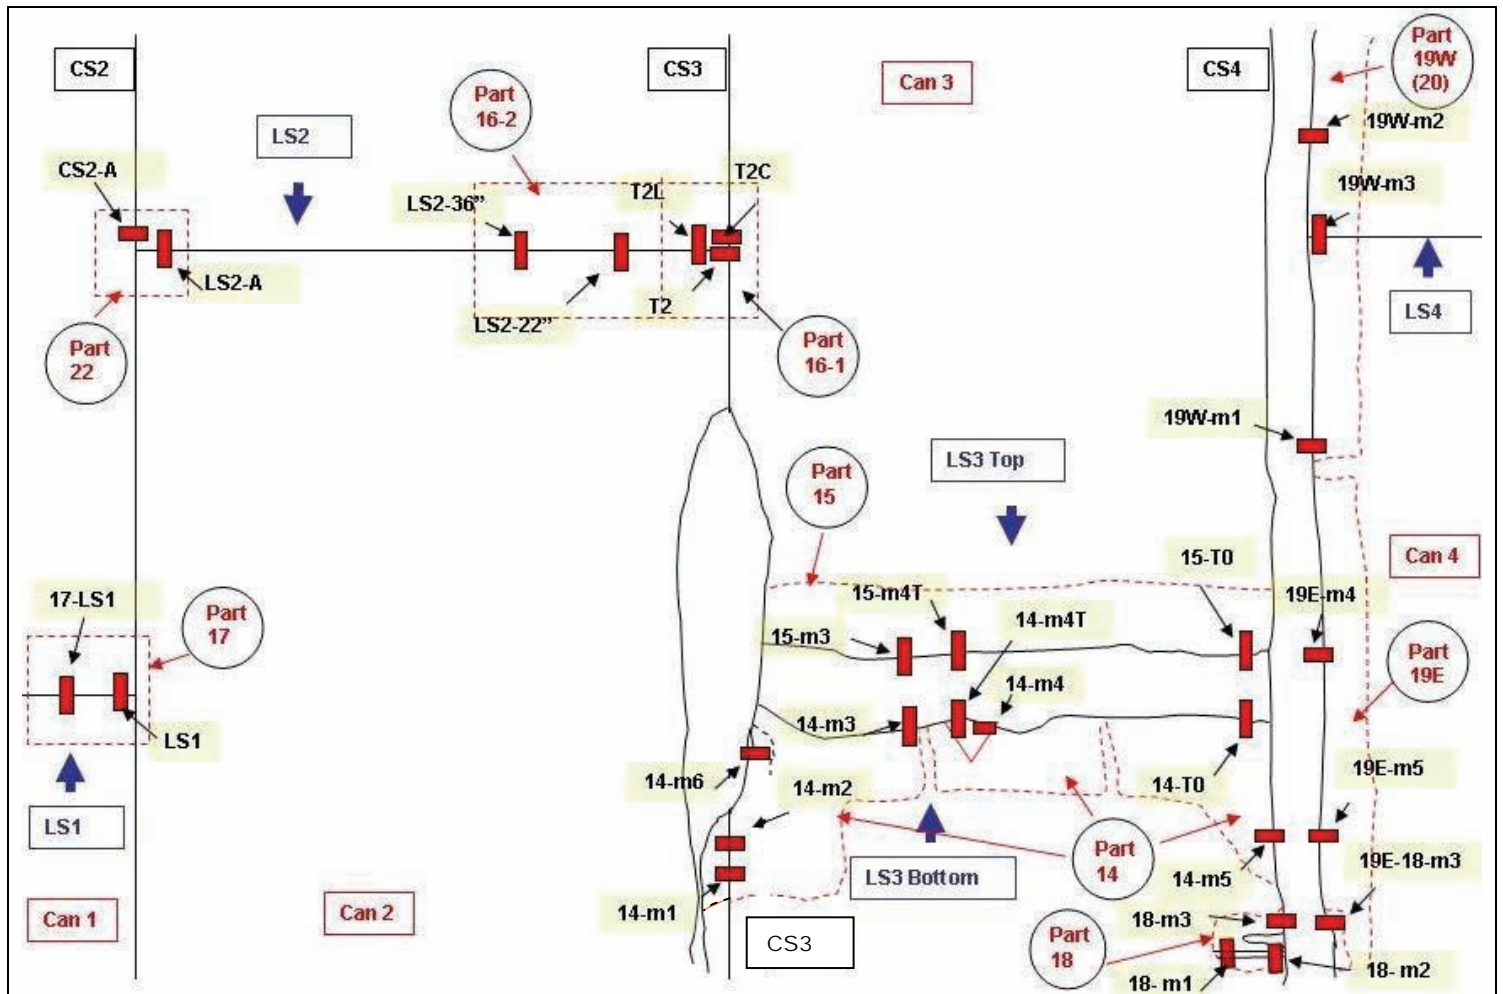 CS2
CS3
Can 3
CS4
Part
19W
(20)
Part
16-2
LS2
19W-m2
CS2-A
T2C
19W-m3
LS2-36”
T2L
LS2-A
T2
LS2-22”
LS4
Part
22
Part
16-1
19W-m1
LS3 Top
Part
15
Can 4
15-T0
17-LS1
15-m4T
19E-m4
Part
17
15-m3
14-m4T
Part
19E
14-m4
14-m3
LS1
14-m6
14-m2
14-T0
19E-m5
LS1
Part
14
19E-18-m3
LS3 Bottom
14-m5
Can 1
Can 2
14-m1
18-m3
CS3
Part
18
18- m1
18- m2